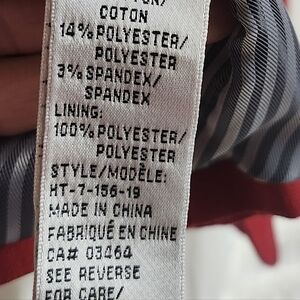 COTON
14% POLYESTER/
POLYESTER
3% SPANDEX/
SPANDEX
LINING:
100% POLYESTER/
POLYESTER
STYLE/MODÈLE:
HT-7-156-19
MADE IN CHINA
FABRIQUÉ EN CHINE
CA# 03464
SEE REVERSE
FOR CARE/